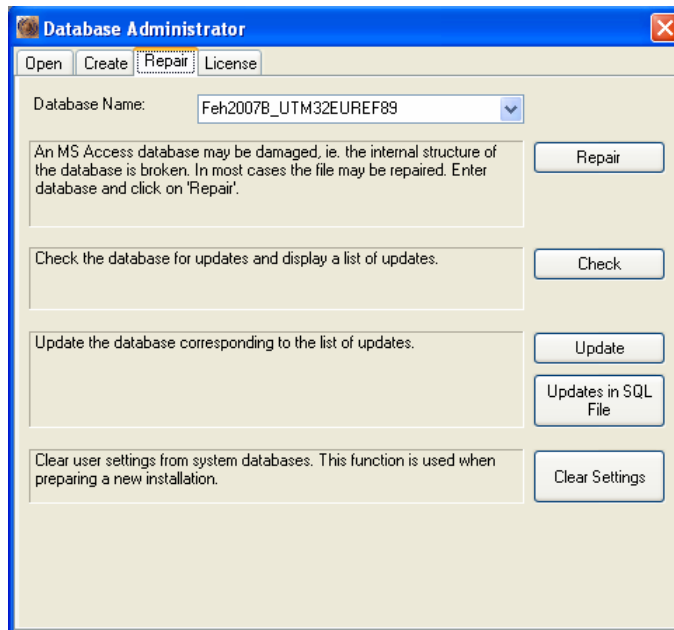 Database Administrator
Open Create Repair License
Database Name: Feh2007B_UTM32EUREF89
An MS Access database may be damaged, ie. the internal structure of
the database is broken. In most cases the file may be repaired. Enter
database and click on 'Repair'.
Repair
Check the database for updates and display a list of updates.
Check
Update the database corresponding to the list of updates.
Update
Updates in SQL
File
Clear user settings from system databases. This function is used when
preparing a new installation.
Clear Settings